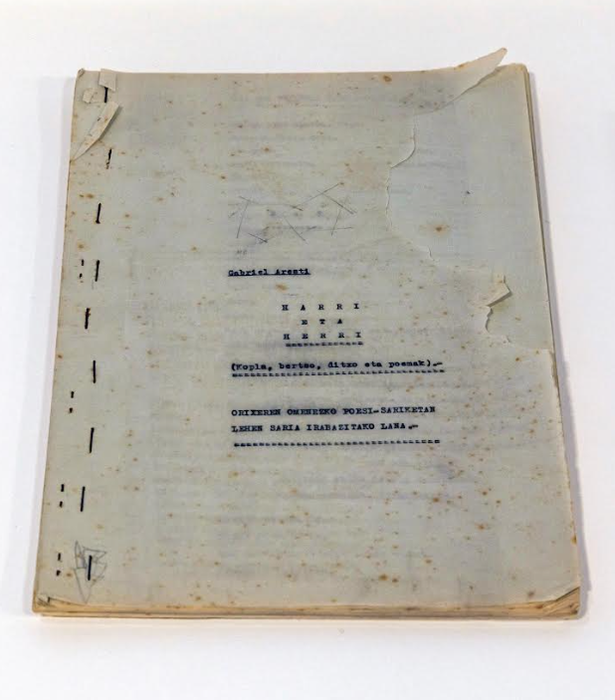 Gabriel Aresti
H A R R I
E T A
H E R R I
(Kopla, bertso, ditxo eta poemak).-
ORIXEREN OMENEZKO POESI-SARIKETAN
LEHEN SARIA IRABAZITAKO LANA.-